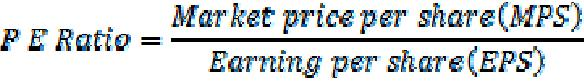 P E Ratio = Market price per share(MPS)
Earning per share(EPS)